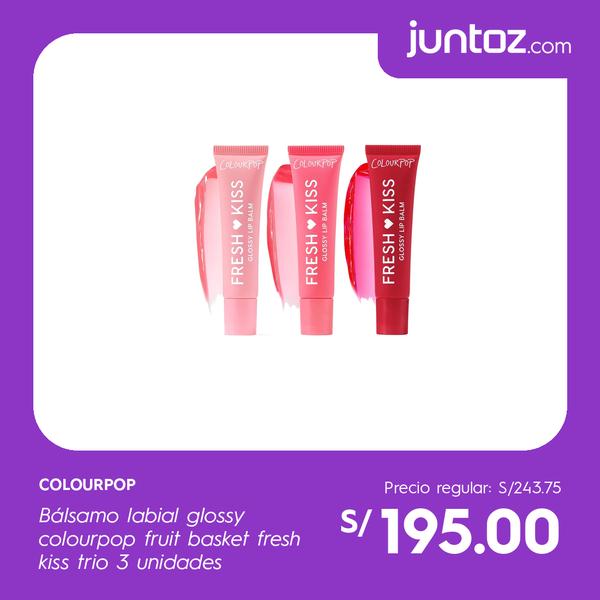 juntoz.com
COLOURPOP
FRESH ♥ KISS
GLOSSY LIP BALM
COLOURPOP
FRESH ♥ KISS
GLOSSY LIP BALM
COLOURPOP
FRESH ♥ KISS
GLOSSY LIP BALM
COLOURPOP
Bálsamo labial glossy
colourpop fruit basket fresh
kiss trio 3 unidades
Precio regular: S/243.75
S/195.00